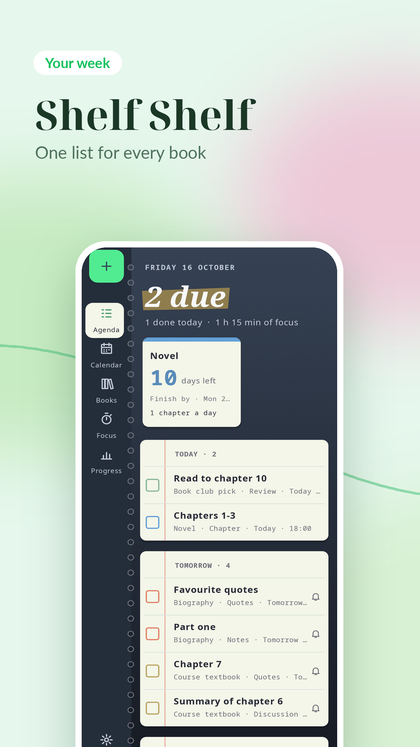 Your week
Shelf Shelf
One list for every book
FRIDAY 16 OCTOBER
2 due
1 done today · 1 h 15 min of focus
Agenda
Calendar
Books
Focus
Progress
Novel
10 days left
Finish by · Mon 2…
1 chapter a day
TODAY · 2
Read to chapter 10
Book club pick · Review · Today …
Chapters 1-3
Novel · Chapter · Today · 18:00
TOMORROW · 4
Favourite quotes
Biography · Quotes · Tomorrow…
Part one
Biography · Notes · Tomorrow …
Chapter 7
Course textbook · Quotes · To…
Summary of chapter 6
Course textbook · Discussion …